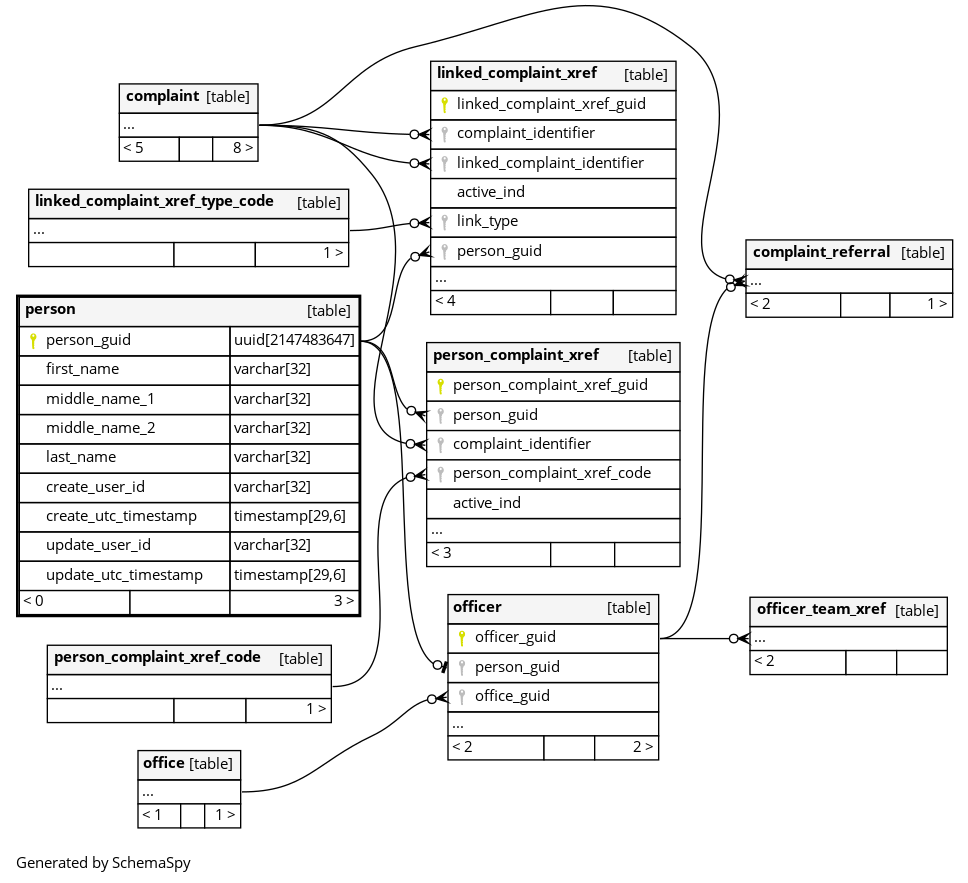 complaint [table]
...
< 5 8 >
linked_complaint_xref_type_code [table]
...
1 >
person [table]
person_guid uuid[2147483647]
first_name varchar[32]
middle_name_1 varchar[32]
middle_name_2 varchar[32]
last_name varchar[32]
create_user_id varchar[32]
create_utc_timestamp timestamp[29,6]
update_user_id varchar[32]
update_utc_timestamp timestamp[29,6]
< 0 3 >
person_complaint_xref_code [table]
...
1 >
office [table]
...
< 1 1 >
linked_complaint_xref [table]
linked_complaint_xref_guid
complaint_identifier
linked_complaint_identifier
active_ind
link_type
person_guid
...
< 4
person_complaint_xref [table]
person_complaint_xref_guid
person_guid
complaint_identifier
person_complaint_xref_code
active_ind
...
< 3
officer [table]
officer_guid
person_guid
office_guid
...
< 2 2 >
complaint_referral [table]
...
< 2 1 >
officer_team_xref [table]
...
< 2
Generated by SchemaSpy